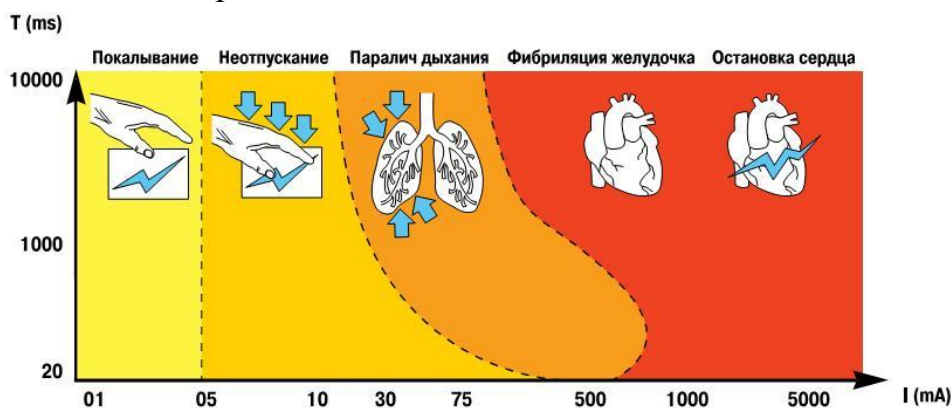 T (ms)
Покалывание Неотпускание Паралич дыхания Фибриляция желудочка Остановка сердца
10000
1000
20
01 05 10 30 75 500 1000 5000 I (mA)